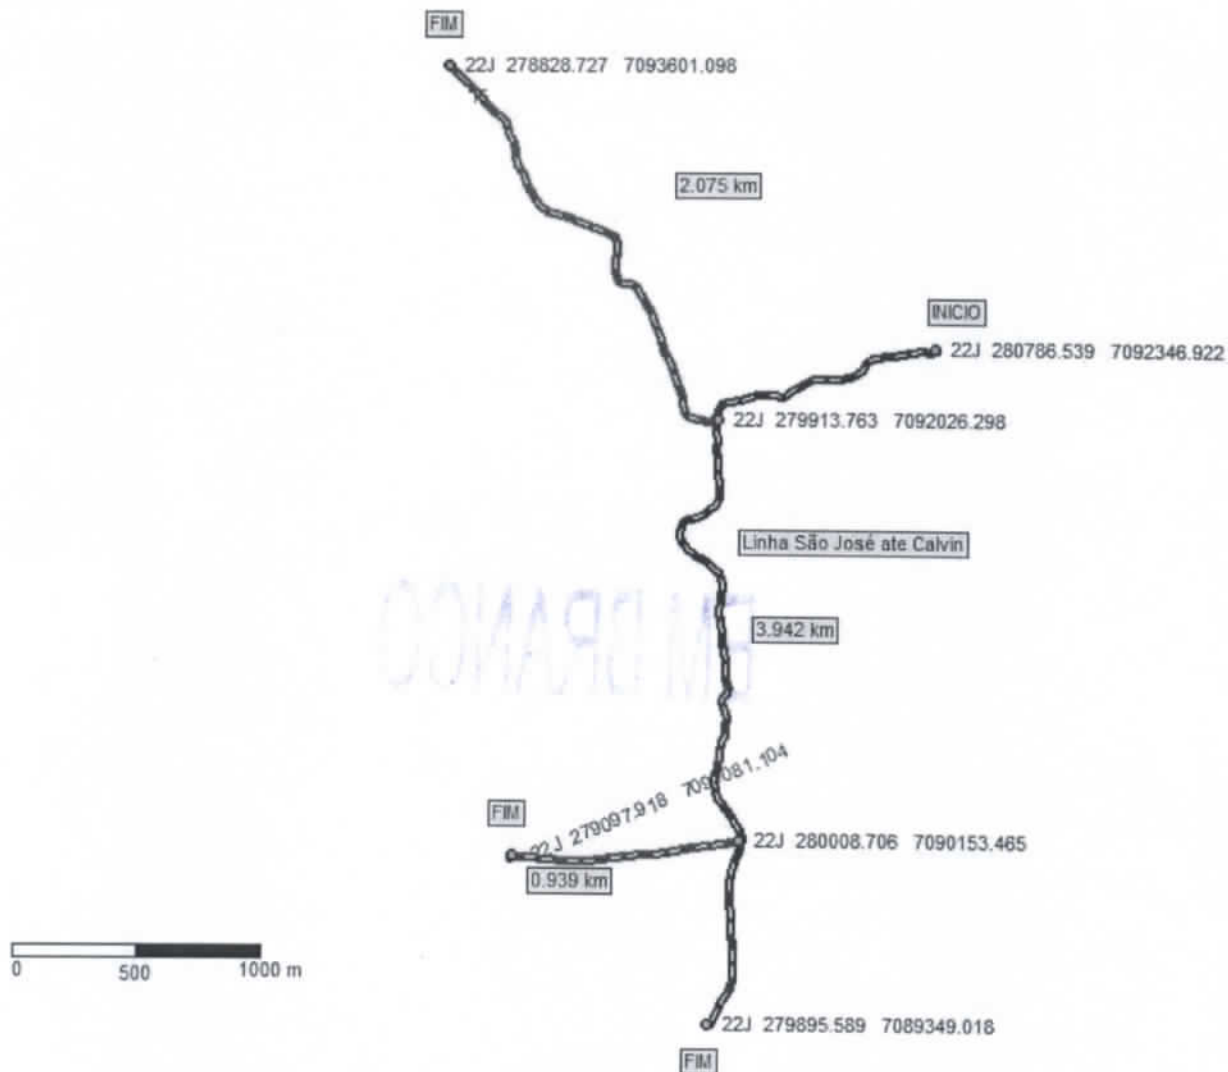 FIM
22J 278828.727 7093601.098
2.075 km
INICIO
22J 280786.539 7092346.922
22J 279913.763 7092026.298
Linha São José ate Calvin
EM BRANCO
3.942 km
22J 279097.918
FIM
22J 280008.706 7090153.465
0.939 km
0 500 1000 m
22J 279895.589 7089349.018
FIM